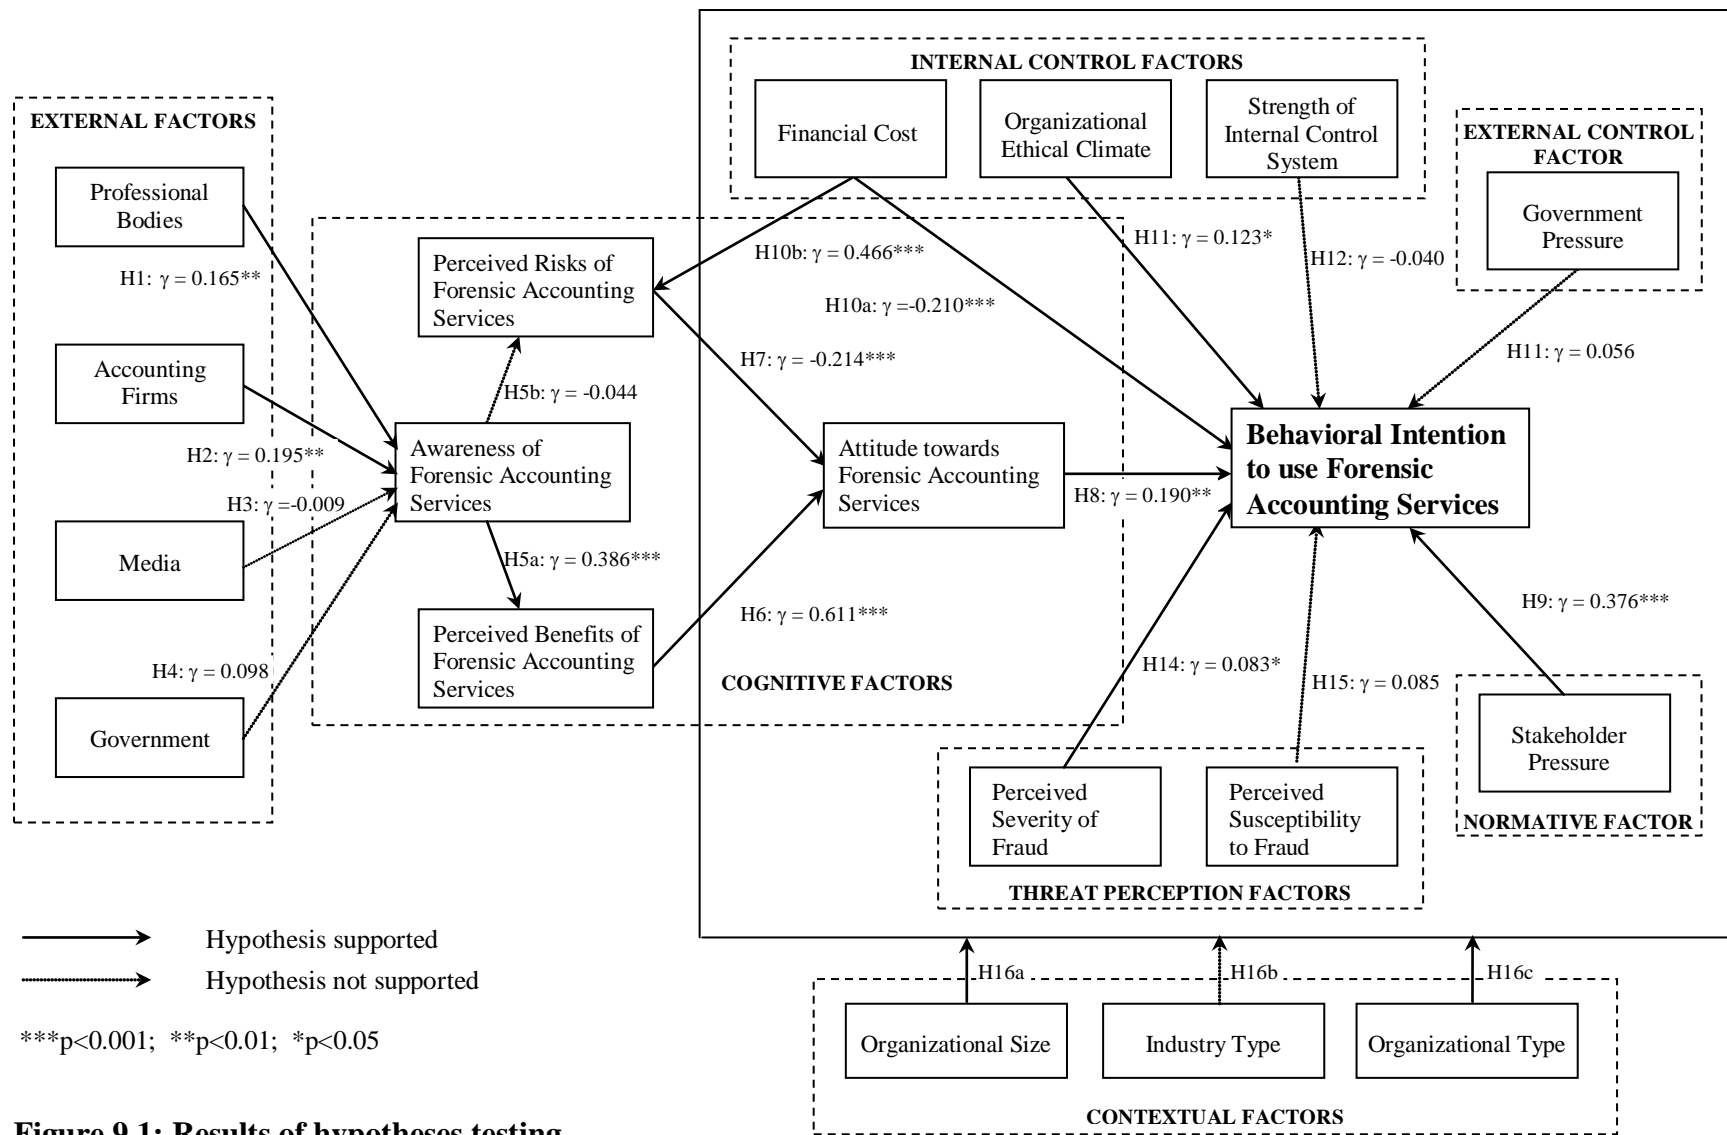 INTERNAL CONTROL FACTORS
Financial Cost
Organizational
Ethical Climate
Strength of
Internal Control
System
EXTERNAL CONTROL
FACTOR
Government
Pressure
EXTERNAL FACTORS
Professional
Bodies
Accounting
Firms
Media
Government
H1: γ = 0.165**
H2: γ = 0.195**
H3: γ =-0.009
H4: γ = 0.098
Perceived Risks of
Forensic Accounting
Services
H5b: γ = -0.044
Awareness of
Forensic Accounting
Services
H5a: γ = 0.386***
Perceived Benefits of
Forensic Accounting
Services
COGNITIVE FACTORS
H10b: γ = 0.466***
H10a: γ =-0.210***
H7: γ = -0.214***
H6: γ = 0.611***
Attitude towards
Forensic Accounting
Services
H8: γ = 0.190**
H11: γ = 0.123*
H12: γ = -0.040
H11: γ = 0.056
Behavioral Intention
to use Forensic
Accounting Services
H9: γ = 0.376***
H14: γ = 0.083*
H15: γ = 0.085
Stakeholder
Pressure
NORMATIVE FACTOR
Perceived
Severity of
Fraud
Perceived
Susceptibility
to Fraud
THREAT PERCEPTION FACTORS
H16a
H16b
H16c
Organizational Size
Industry Type
Organizational Type
CONTEXTUAL FACTORS
Hypothesis supported
Hypothesis not supported
***p<0.001; **p<0.01; *p<0.05
Figure 9.1: Results of hypotheses testing